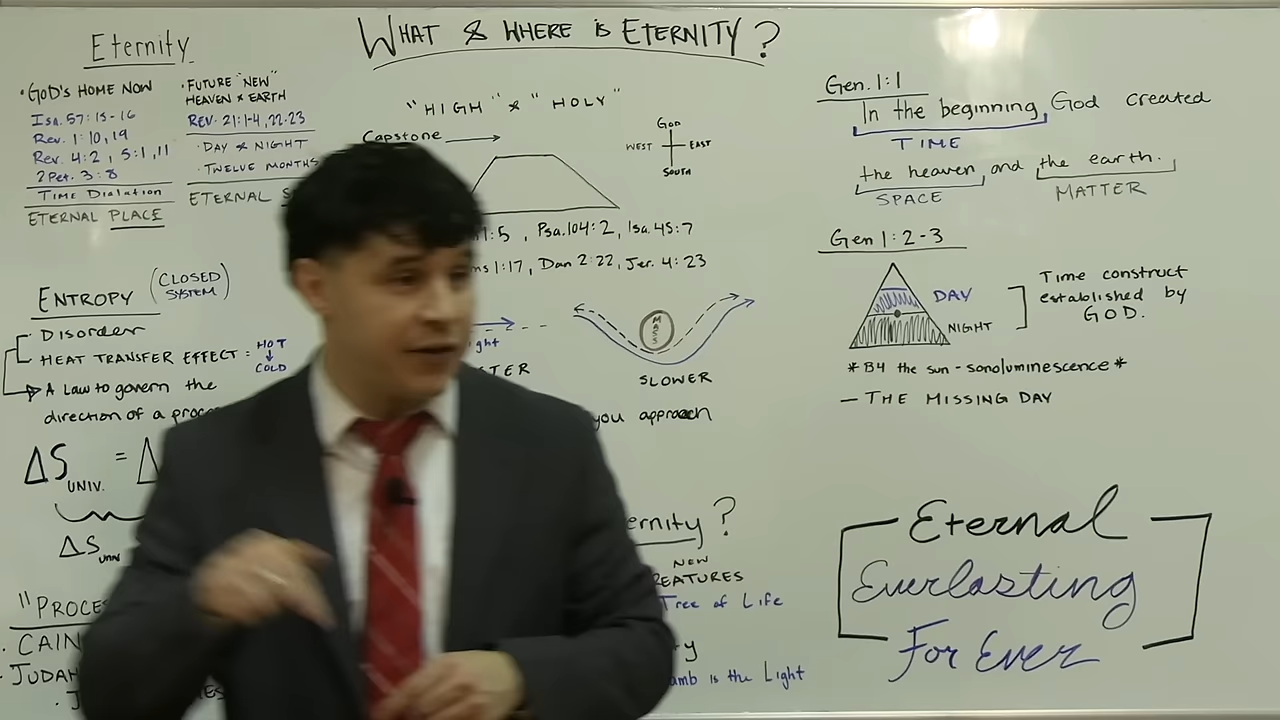 WHAT & WHERE IS ETERNITY?
Eternity
• GOD'S HOME NOW
Isa. 57:15-16
Rev. 1:10,19
Rev. 4:2, 5:1,11
2 Pet. 3:8
TIME DIALATION
ETERNAL PLACE
• FUTURE "NEW"
HEAVEN & EARTH
REV. 21:1-4, 22-23
• DAY & NIGHT
• TWELVE MONTHS
ETERNAL
ENTROPY (CLOSED SYSTEM)
• DISORDER
• HEAT TRANSFER EFFECT: HOT
COLD
A LAW to govern the
direction of a
ΔS UNIV. = Δ
ΔS
CAIN
JUDAH
"HIGH" & "HOLY"
Capstone
GOD
WEST EAST
SOUTH
1:5, Psa. 104:2, Isa. 45:7
1:17, Dan 2:22, Jer. 4:23
MASS
SLOWER
you approach
?
NEW
Tree of Life
is the Light
Gen. 1:1
In the beginning, God created
TIME
the heaven, and the earth.
SPACE MATTER
Gen 1:2-3
DAY
NIGHT
Time construct
established by
GOD.
* B4 the sun - sonoluminescence *
— THE MISSING DAY
Eternal
Everlasting
For Ever